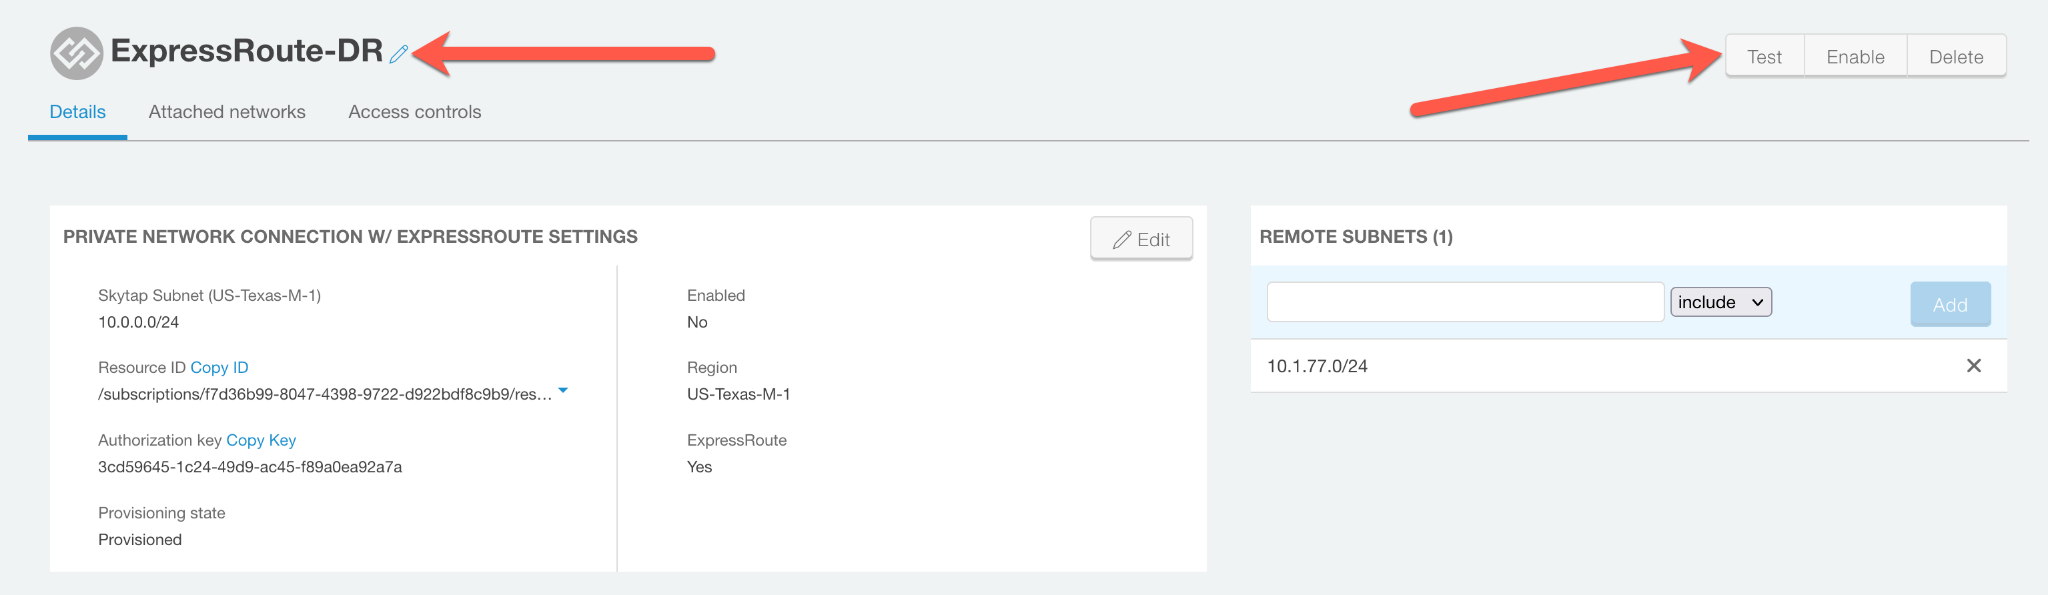 ExpressRoute-DR
Test Enable Delete
Details Attached networks Access controls
PRIVATE NETWORK CONNECTION W/ EXPRESSROUTE SETTINGS
Edit
Skytap Subnet (US-Texas-M-1)
10.0.0.0/24
Resource ID Copy ID
/subscriptions/f7d36b99-8047-4398-9722-d922bdf8c9b9/res...
Authorization key Copy Key
3cd59645-1c24-49d9-ac45-f89a0ea92a7a
Provisioning state
Provisioned
Enabled
No
Region
US-Texas-M-1
ExpressRoute
Yes
REMOTE SUBNETS (1)
include
Add
10.1.77.0/24